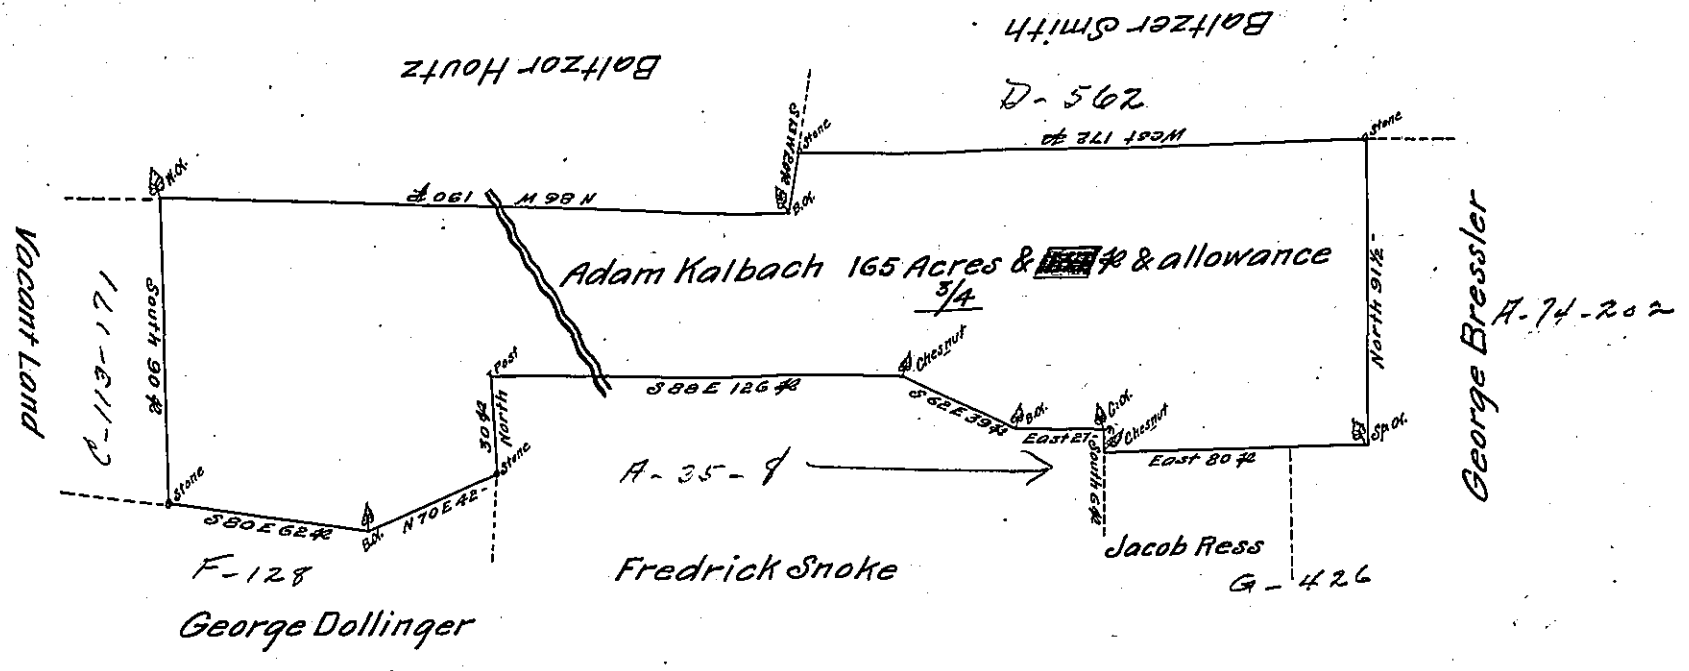 Baltzer Smith
Baltzor Houtz
D-562
West 172 p
Stone
Stone
W.O.
N 86 W 190 p
B.O.
Vacant Land
C-113-171
South 90 p
Adam Kalbach 165 Acres & p & allowance
3/4
North 91½-
George Bressler
A-74-202
Post
S 88 E 126 p
Chesnut
S 62 E 39 p
B.O.
East 27-
Chesnut
South 6 p
East 80 p
Sp. O.
30 p
North
Stone
A-35-8
Stone
S 80 E 62 p
B.O.
N 70 E 42-
F-128
George Dollinger
Fredrick Snoke
Jacob Ress
G-426